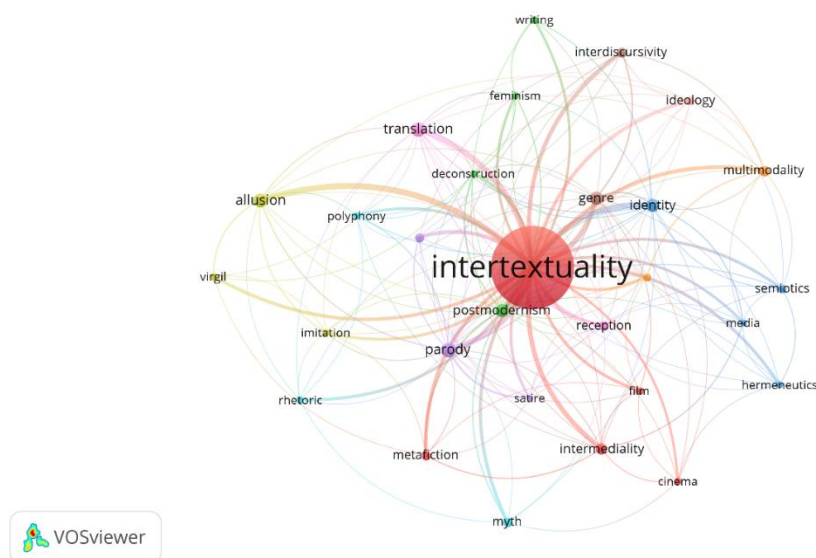 writing
interdiscursivity
feminism
ideology
translation
deconstruction
multimodality
allusion
genre
identity
polyphony
intertextuality
virgil
semiotics
postmodernism
media
imitation
reception
parody
hermeneutics
film
rhetoric
satire
metafiction
intermediality
cinema
myth
VOSviewer